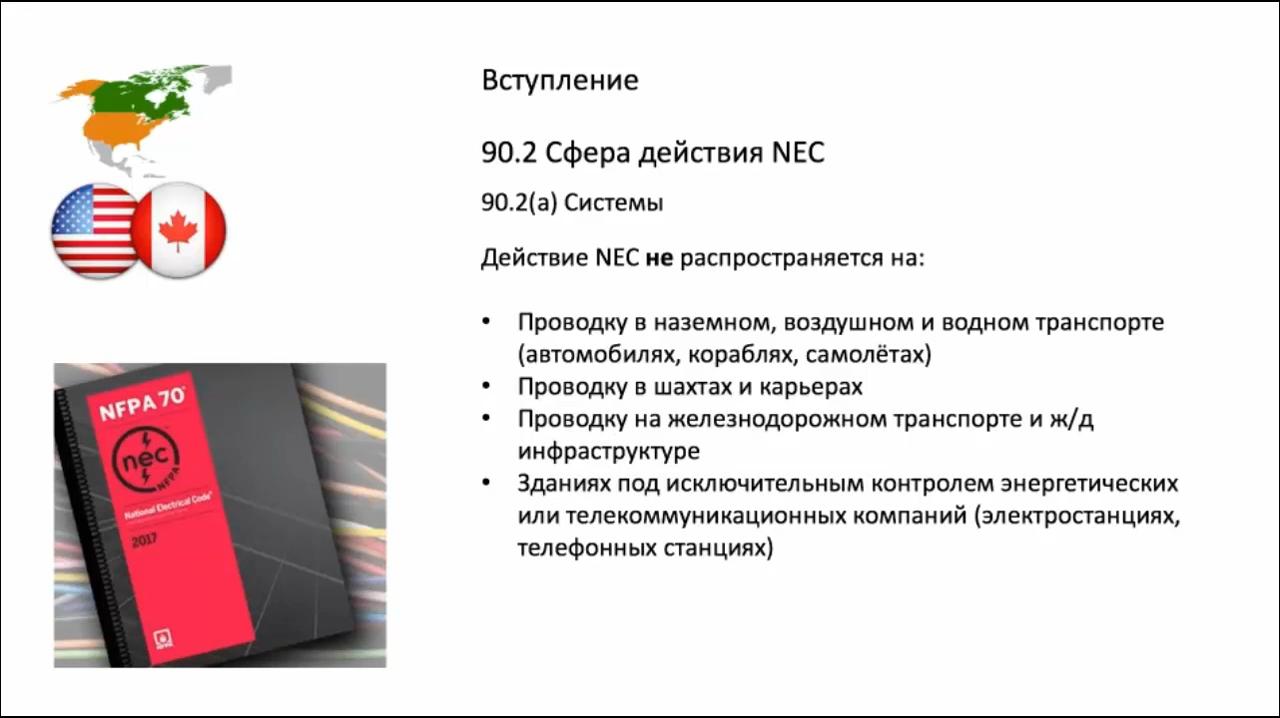 Вступление
90.2 Сфера действия NEC
90.2(a) Системы
Действие NEC не распространяется на:
• Проводку в наземном, воздушном и водном транспорте
(автомобилях, кораблях, самолётах)
• Проводку в шахтах и карьерах
• Проводку на железнодорожном транспорте и ж/д
инфраструктуре
• Зданиях под исключительным контролем энергетических
или телекоммуникационных компаний (электростанциях,
телефонных станциях)
NFPA 70®
nec
NFPA
National Electrical Code®
2017
NFPA